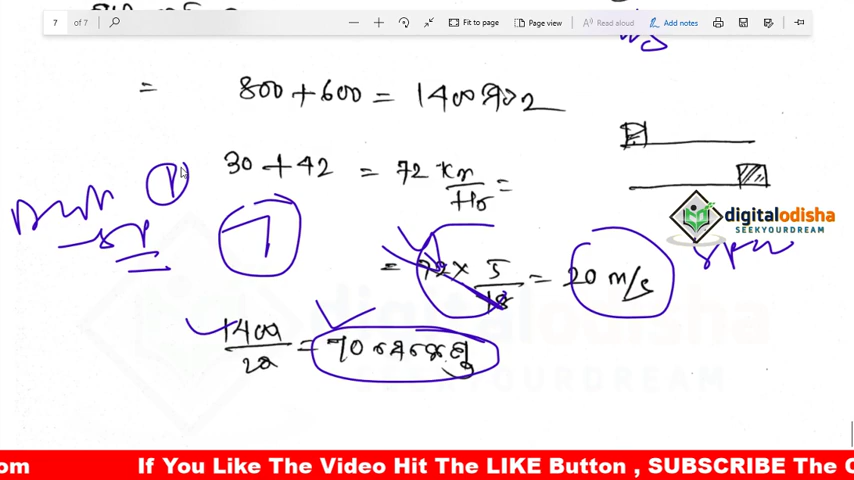 7 of 7
Fit to page
Page view
Read aloud
Add notes
= 800 + 600 = 1400 ମିଟର
30 + 42 = 72 Km/Hr =
= 72 × 5/18 = 20 m/s
1400/20 = 70 ସେକେଣ୍ଡ
digitalodisha
SEEKYOURDREAM
om If You Like The Video Hit The LIKE Button , SUBSCRIBE The C